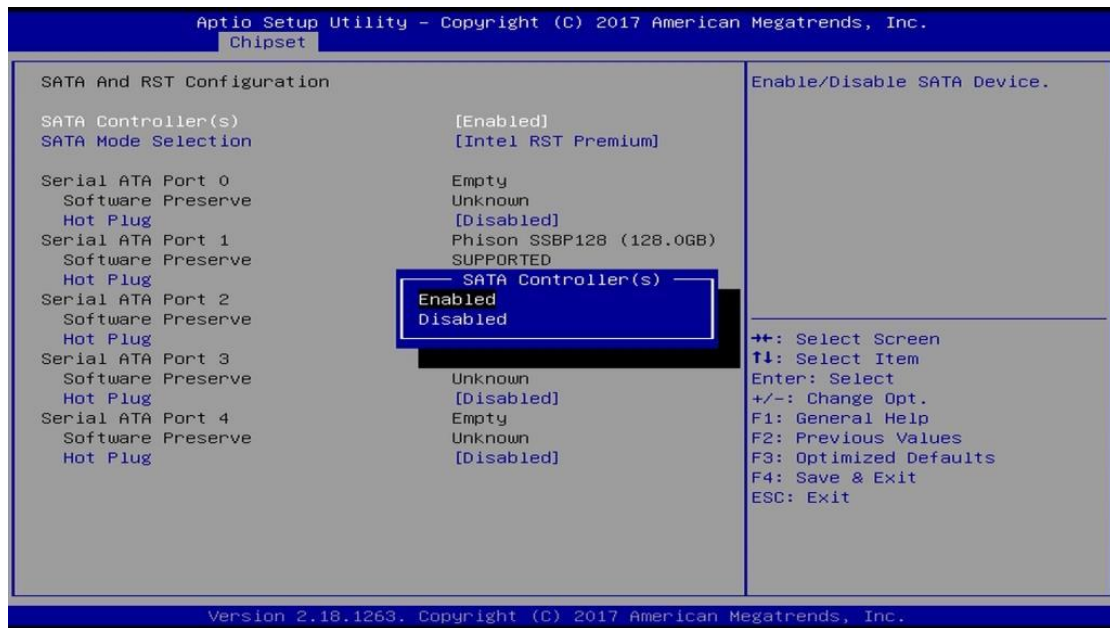 Aptio Setup Utility – Copyright (C) 2017 American Megatrends, Inc.
Chipset
SATA And RST Configuration
Enable/Disable SATA Device.
SATA Controller(s) [Enabled]
SATA Mode Selection [Intel RST Premium]
Serial ATA Port 0 Empty
Software Preserve Unknown
Hot Plug [Disabled]
Serial ATA Port 1 Phison SSBP128 (128.0GB)
Software Preserve SUPPORTED
Hot Plug
Serial ATA Port 2
Software Preserve
Hot Plug
Serial ATA Port 3
Software Preserve Unknown
Hot Plug [Disabled]
Serial ATA Port 4 Empty
Software Preserve Unknown
Hot Plug [Disabled]
SATA Controller(s)
Enabled
Disabled
→←: Select Screen
↑↓: Select Item
Enter: Select
+/-: Change Opt.
F1: General Help
F2: Previous Values
F3: Optimized Defaults
F4: Save & Exit
ESC: Exit
Version 2.18.1263. Copyright (C) 2017 American Megatrends, Inc.